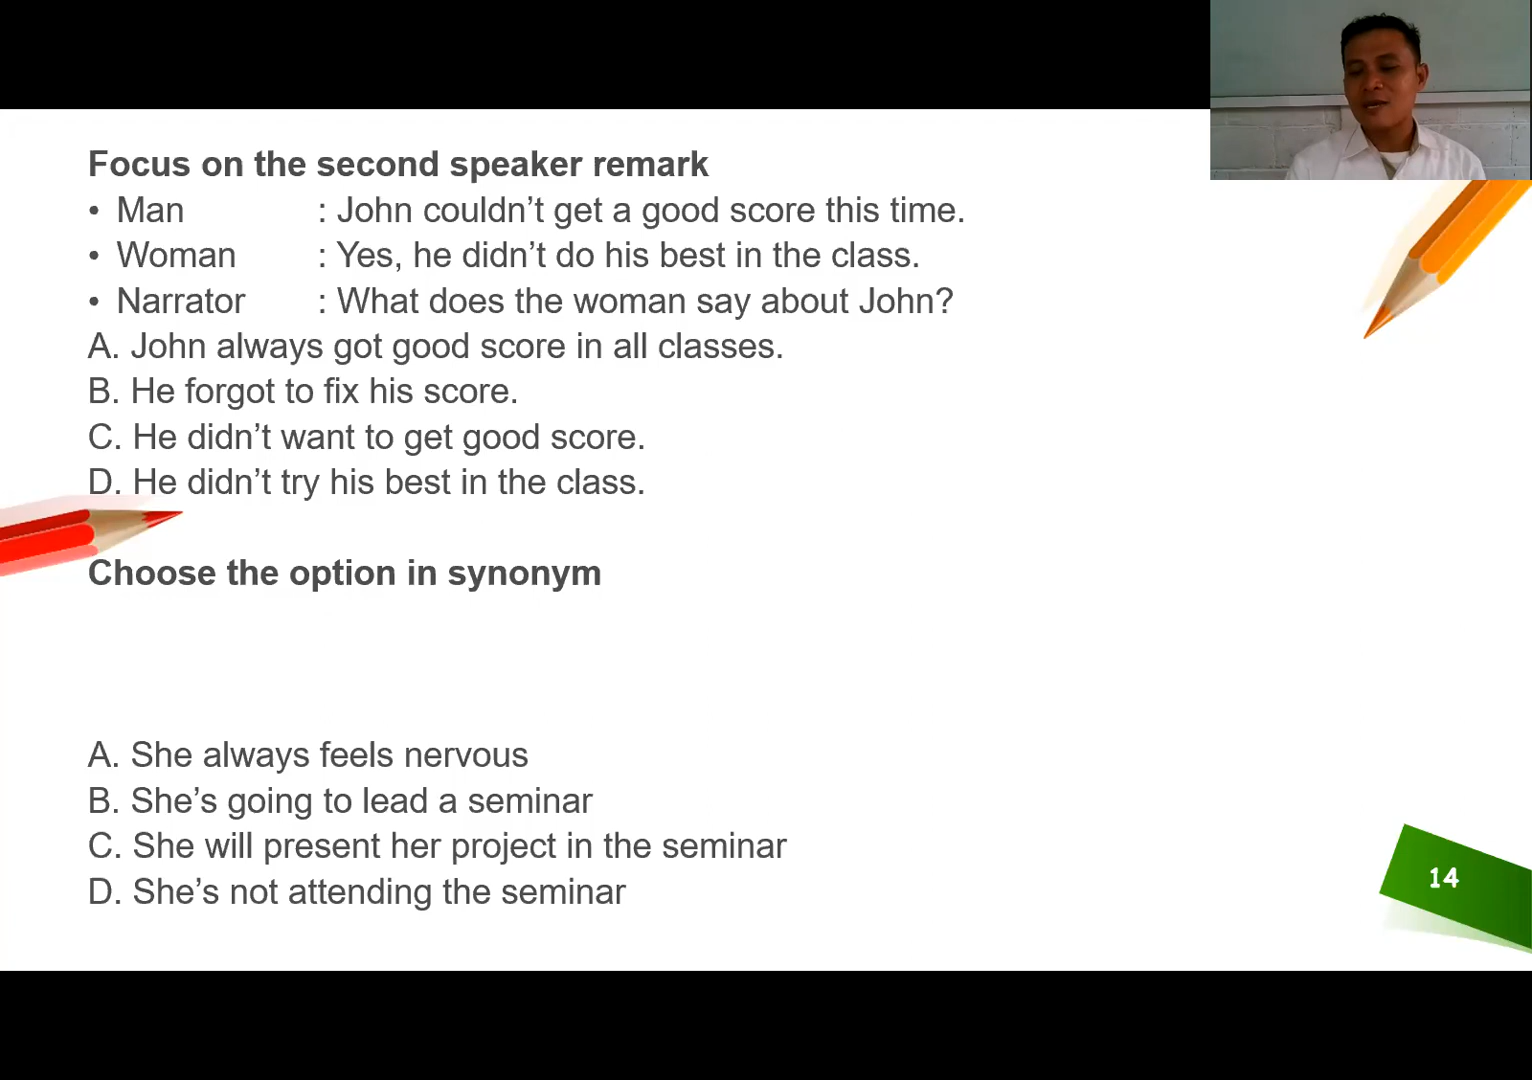 Focus on the second speaker remark
• Man : John couldn’t get a good score this time.
• Woman : Yes, he didn’t do his best in the class.
• Narrator : What does the woman say about John?
A. John always got good score in all classes.
B. He forgot to fix his score.
C. He didn’t want to get good score.
D. He didn’t try his best in the class.
Choose the option in synonym
A. She always feels nervous
B. She’s going to lead a seminar
C. She will present her project in the seminar
D. She’s not attending the seminar
14